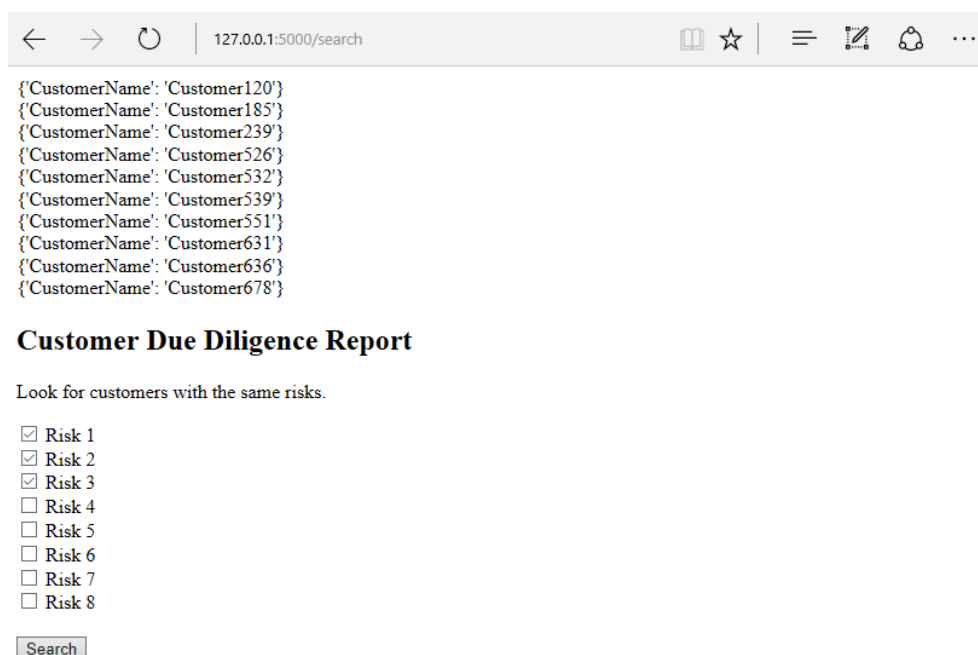 127.0.0.1:5000/search
{'CustomerName': 'Customer120'}
{'CustomerName': 'Customer185'}
{'CustomerName': 'Customer239'}
{'CustomerName': 'Customer526'}
{'CustomerName': 'Customer532'}
{'CustomerName': 'Customer539'}
{'CustomerName': 'Customer551'}
{'CustomerName': 'Customer631'}
{'CustomerName': 'Customer636'}
{'CustomerName': 'Customer678'}
Customer Due Diligence Report
Look for customers with the same risks.
Risk 1
Risk 2
Risk 3
Risk 4
Risk 5
Risk 6
Risk 7
Risk 8
Search